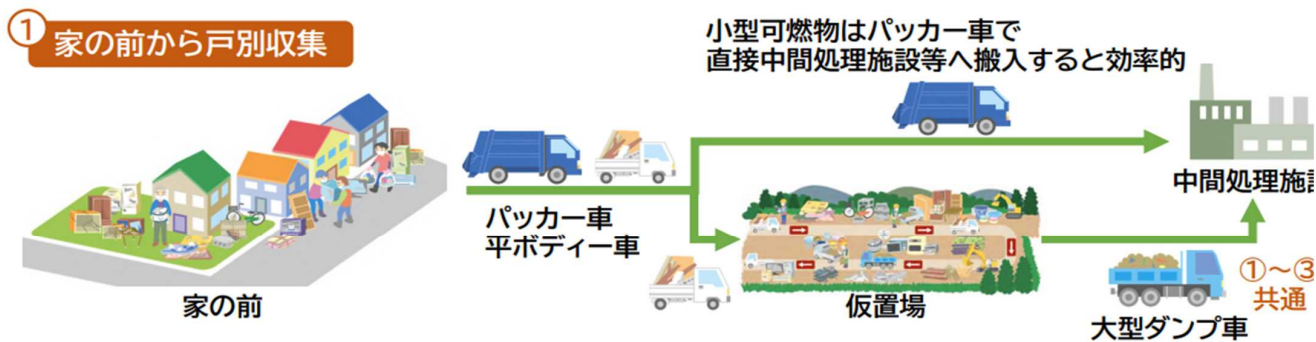 ①
家の前から戸別収集
小型可燃物はパッカー車で
直接中間処理施設等へ搬入すると効率的
パッカー車
平ボディー車
家の前
仮置場
中間処理施設
大型ダンプ車
①～③
共通